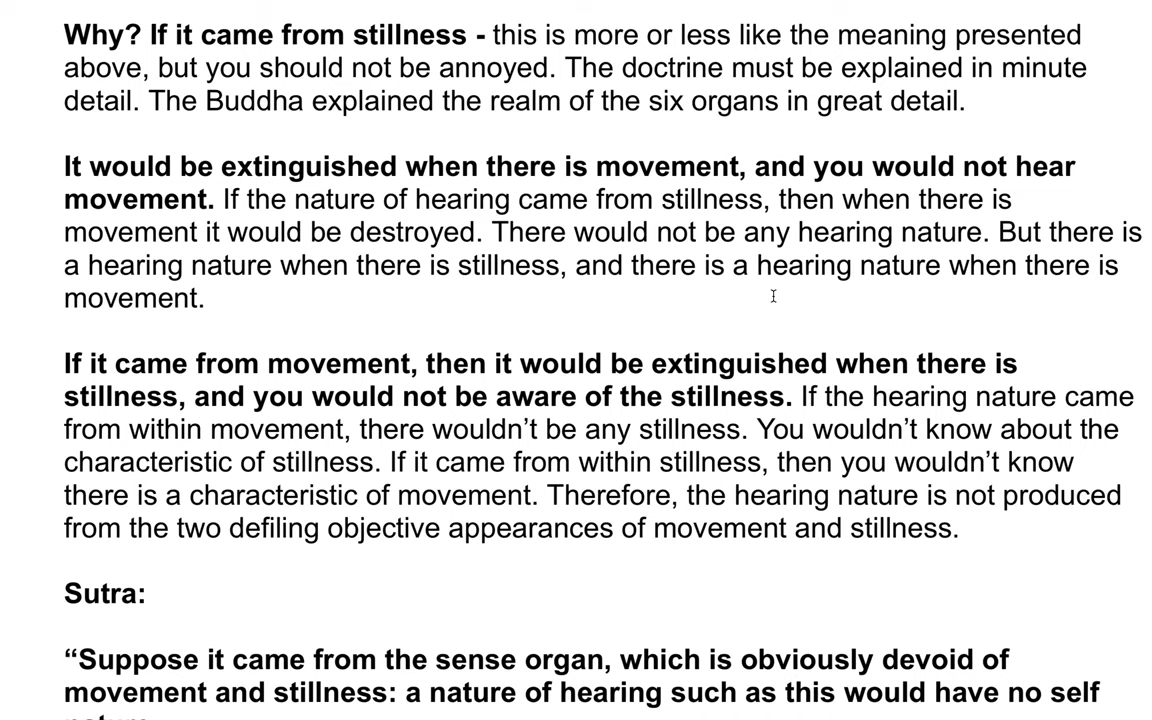 Why? If it came from stillness - this is more or less like the meaning presented
above, but you should not be annoyed. The doctrine must be explained in minute
detail. The Buddha explained the realm of the six organs in great detail.
It would be extinguished when there is movement, and you would not hear
movement. If the nature of hearing came from stillness, then when there is
movement it would be destroyed. There would not be any hearing nature. But there is
a hearing nature when there is stillness, and there is a hearing nature when there is
movement.
If it came from movement, then it would be extinguished when there is
stillness, and you would not be aware of the stillness. If the hearing nature came
from within movement, there wouldn’t be any stillness. You wouldn’t know about the
characteristic of stillness. If it came from within stillness, then you wouldn’t know
there is a characteristic of movement. Therefore, the hearing nature is not produced
from the two defiling objective appearances of movement and stillness.
Sutra:
“Suppose it came from the sense organ, which is obviously devoid of
movement and stillness: a nature of hearing such as this would have no self